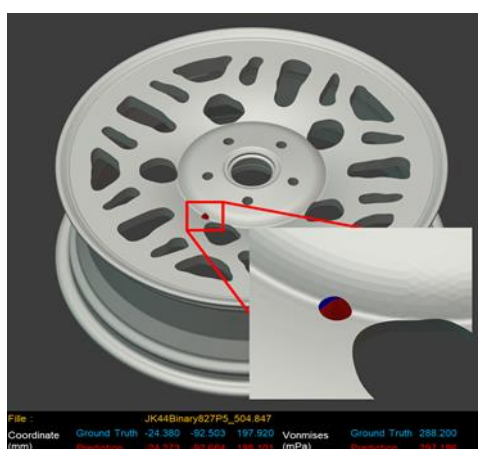 Fille : JK44Binary827P5_504.847
Coordinate Ground Truth -24.380 -92.503 197.920 Vonmises Ground Truth 288.200
(mm) Prediction (mPa) Prediction